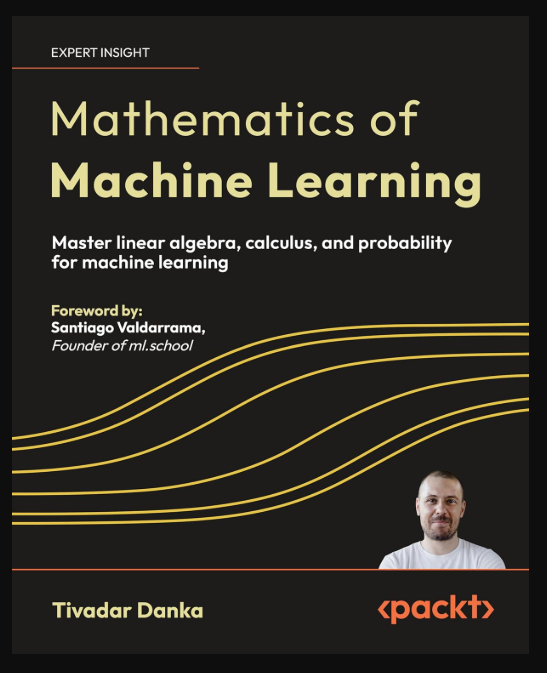 EXPERT INSIGHT
Mathematics of
Machine Learning
Master linear algebra, calculus, and probability
for machine learning
Foreword by:
Santiago Valdarrama,
Founder of ml.school
Tivadar Danka
<packt>